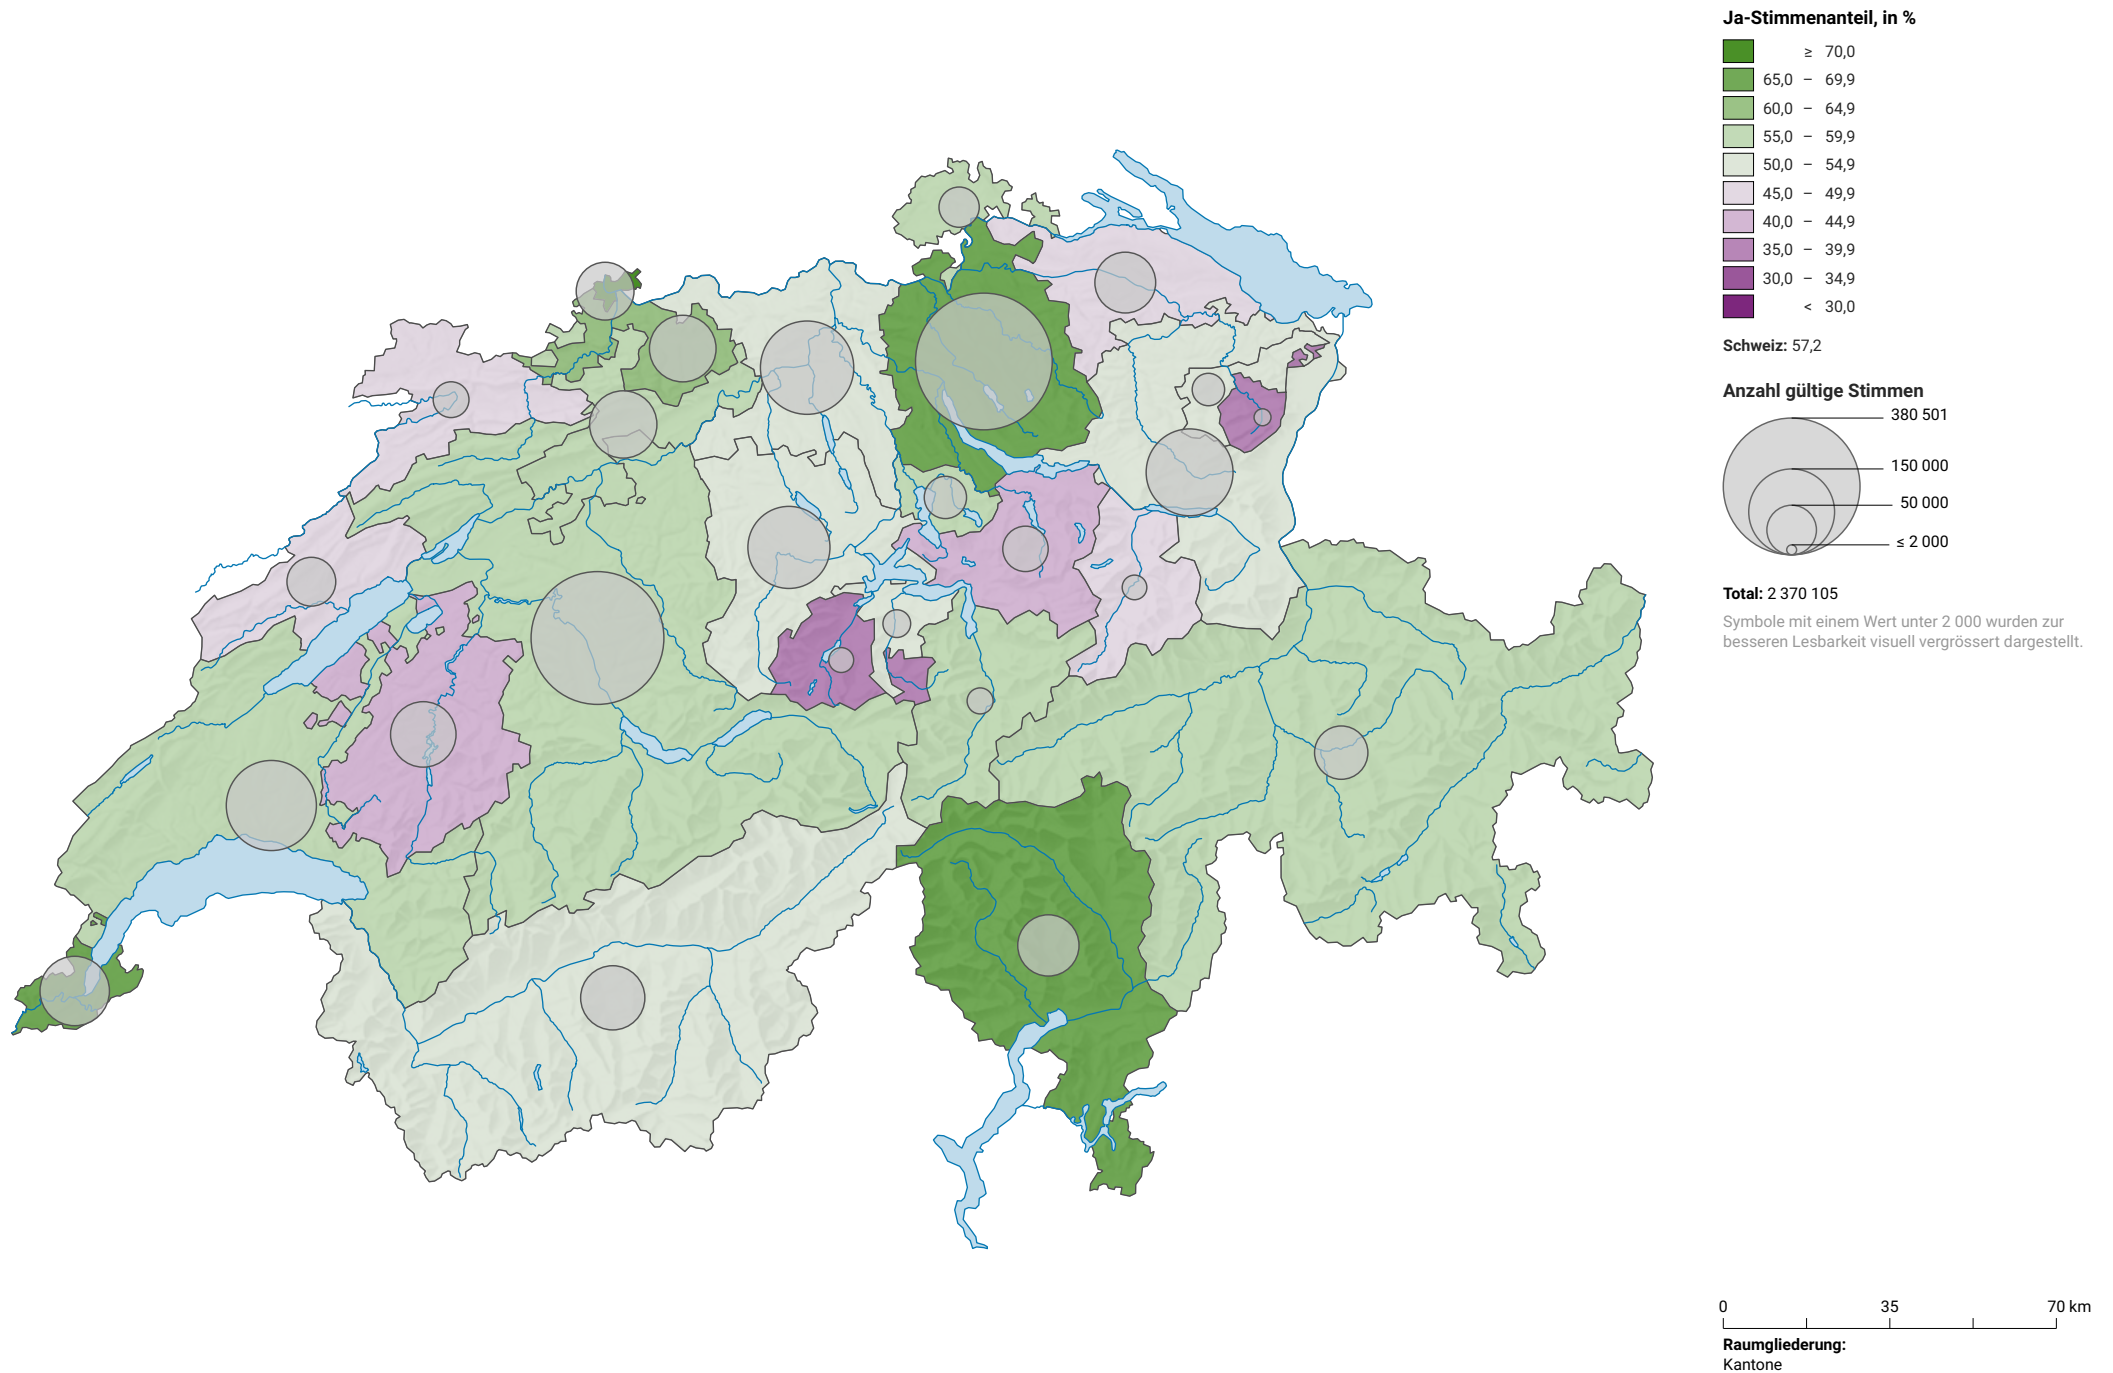 Ja-Stimmenanteil, in %
≥ 70,0
65,0 – 69,9
60,0 – 64,9
55,0 – 59,9
50,0 – 54,9
45,0 – 49,9
40,0 – 44,9
35,0 – 39,9
30,0 – 34,9
< 30,0
Schweiz: 57,2
Anzahl gültige Stimmen
380 501
150 000
50 000
≤ 2 000
Total: 2 370 105
Symbole mit einem Wert unter 2 000 wurden zur
besseren Lesbarkeit visuell vergrössert dargestellt.
0 35 70 km
Raumgliederung:
Kantone